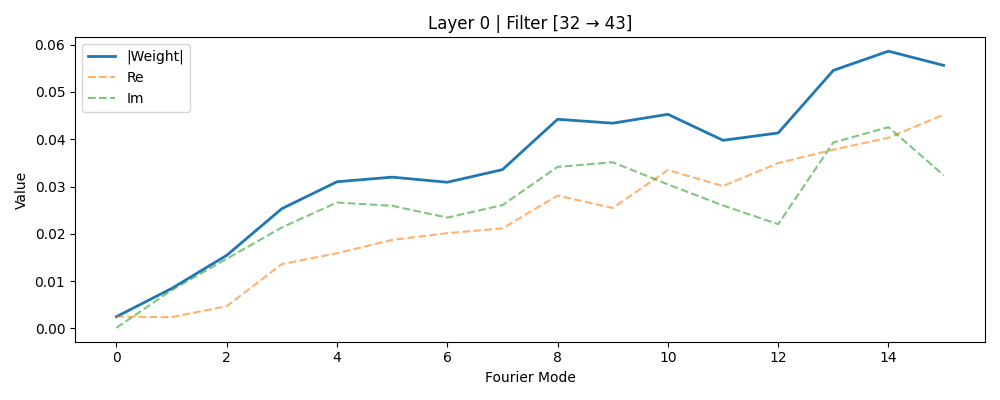 Layer 0 | Filter [32 → 43]
|Weight|
Re
Im
Value
0.06
0.05
0.04
0.03
0.02
0.01
0.00
0 2 4 6 8 10 12 14
Fourier Mode